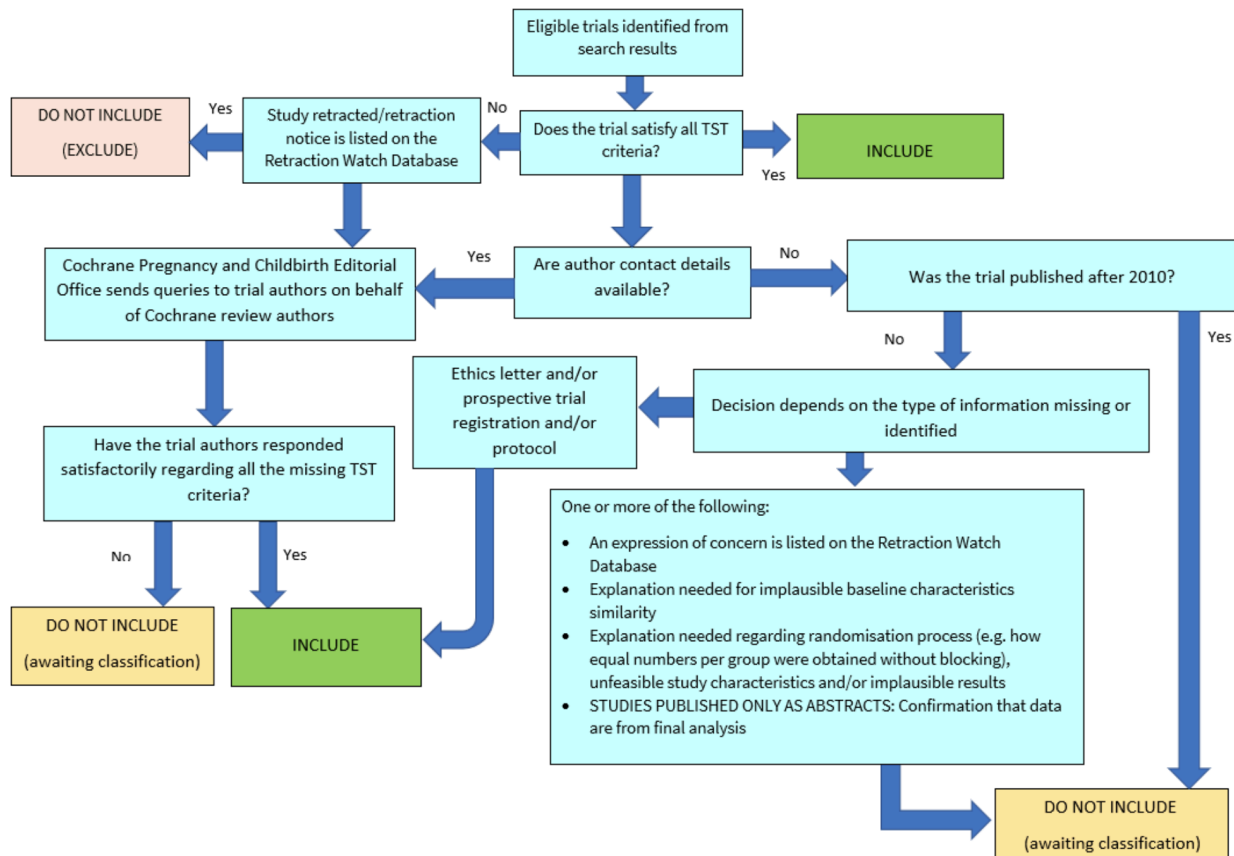 Eligible trials identified from
search results
DO NOT INCLUDE
(EXCLUDE)
Yes
Study retracted/retraction
notice is listed on the
Retraction Watch Database
No
Does the trial satisfy all TST
criteria?
Yes
INCLUDE
Cochrane Pregnancy and Childbirth Editorial
Office sends queries to trial authors on behalf
of Cochrane review authors
Yes
Are author contact details
available?
No
Was the trial published after 2010?
No
Yes
Ethics letter and/or
prospective trial
registration and/or
protocol
Decision depends on the type of information missing or
identified
Have the trial authors responded
satisfactorily regarding all the missing TST
criteria?
No
Yes
DO NOT INCLUDE
(awaiting classification)
INCLUDE
One or more of the following:
• An expression of concern is listed on the Retraction Watch
Database
• Explanation needed for implausible baseline characteristics
similarity
• Explanation needed regarding randomisation process (e.g. how
equal numbers per group were obtained without blocking),
unfeasible study characteristics and/or implausible results
• STUDIES PUBLISHED ONLY AS ABSTRACTS: Confirmation that data
are from final analysis
DO NOT INCLUDE
(awaiting classification)